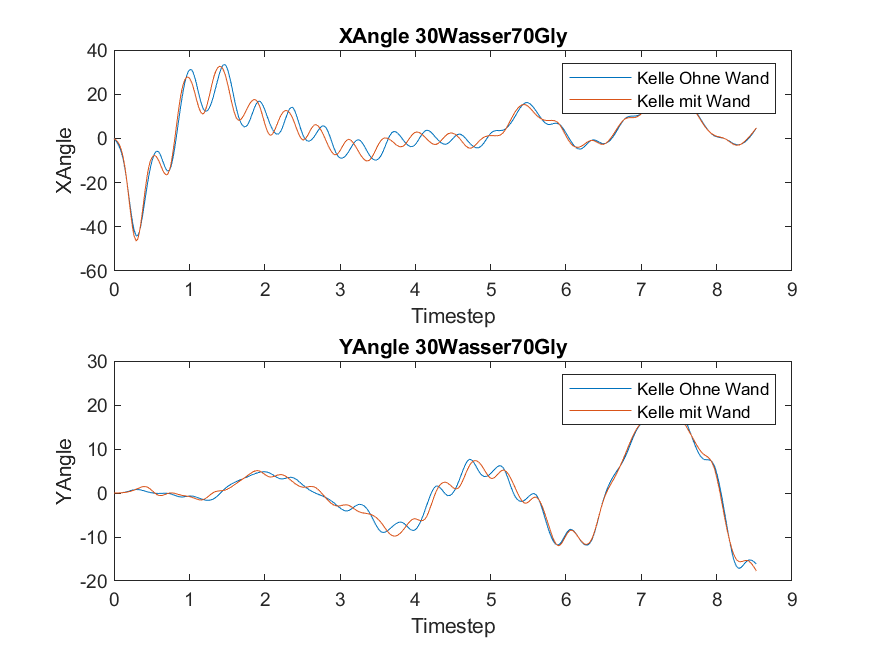 XAngle 30Wasser70Gly
40
20
0
-20
-40
-60
XAngle
Kelle Ohne Wand
Kelle mit Wand
0 1 2 3 4 5 6 7 8 9
Timestep
YAngle 30Wasser70Gly
30
20
10
0
-10
-20
YAngle
Kelle Ohne Wand
Kelle mit Wand
0 1 2 3 4 5 6 7 8 9
Timestep